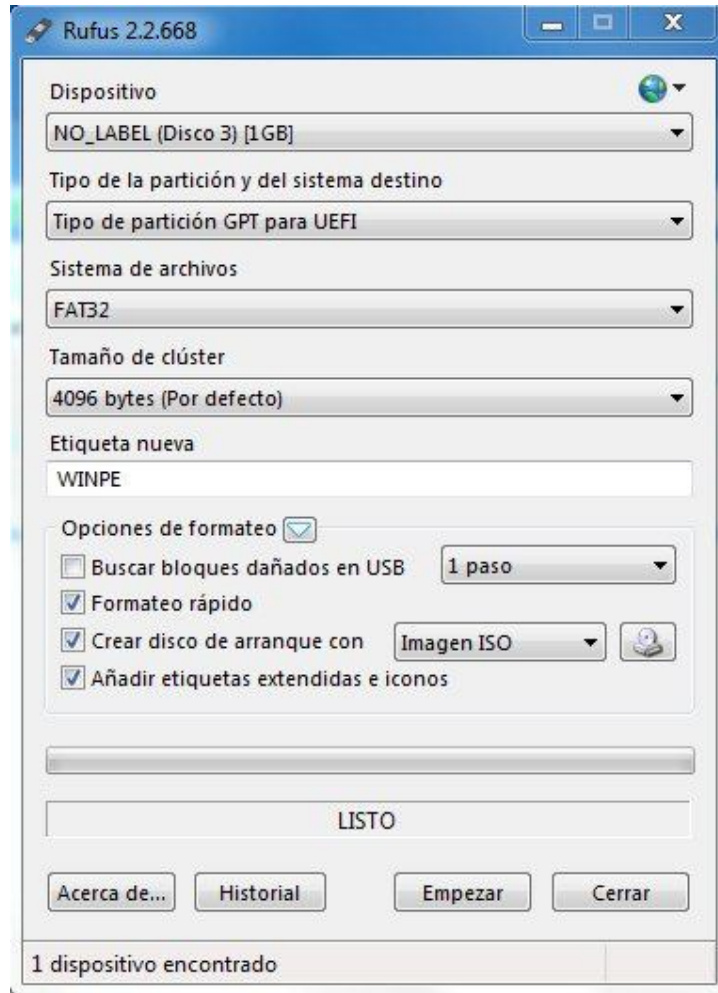 Rufus 2.2.668
Dispositivo
NO_LABEL (Disco 3) [1GB]
Tipo de la partición y del sistema destino
Tipo de partición GPT para UEFI
Sistema de archivos
FAT32
Tamaño de clúster
4096 bytes (Por defecto)
Etiqueta nueva
WINPE
Opciones de formateo
Buscar bloques dañados en USB 1 paso
Formateo rápido
Crear disco de arranque con Imagen ISO
Añadir etiquetas extendidas e iconos
LISTO
Acerca de... Historial Empezar Cerrar
1 dispositivo encontrado